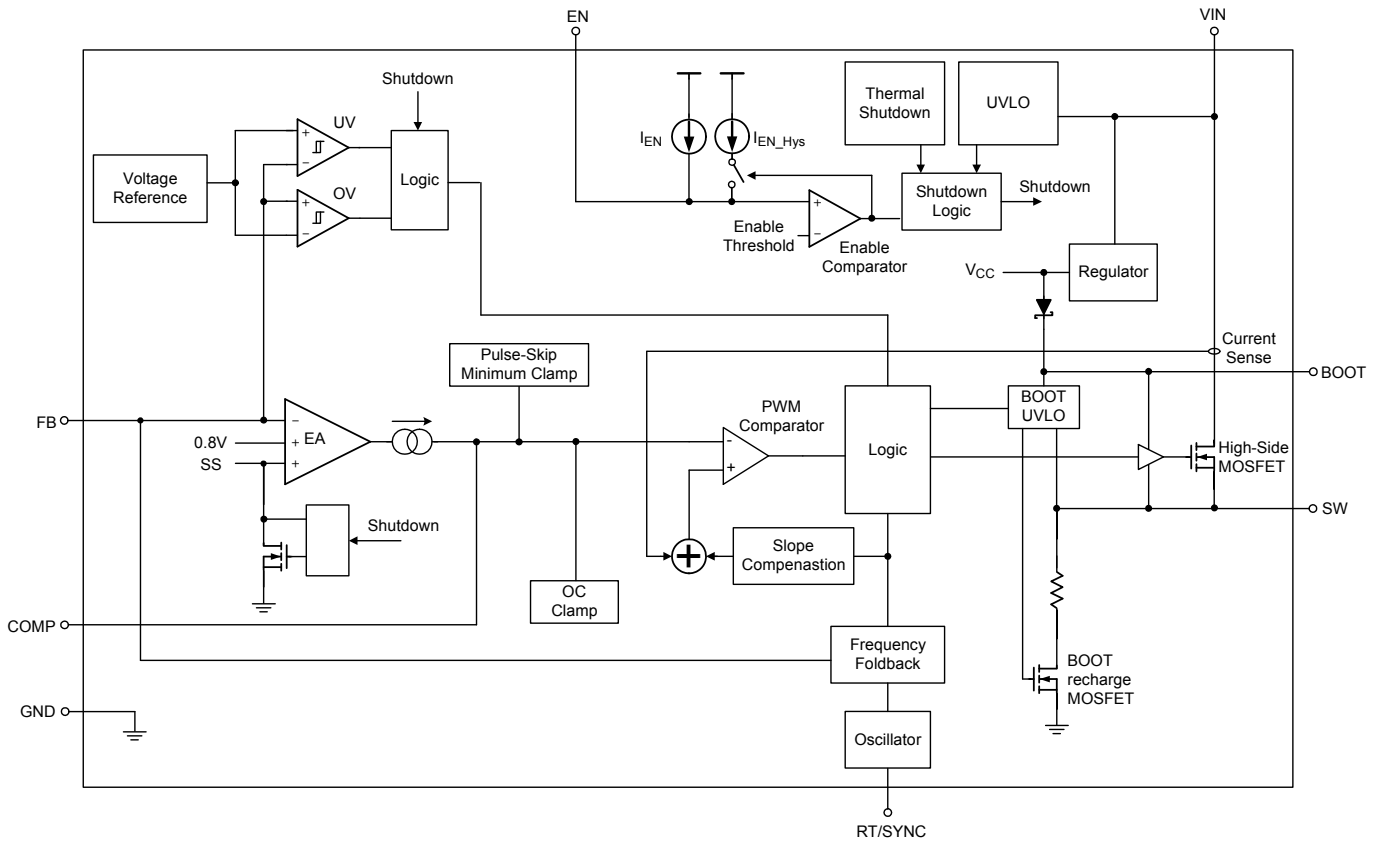 EN
VIN
Shutdown
UV
Voltage
Reference
Logic
OV
I_EN
I_EN_Hys
Thermal
Shutdown
UVLO
Shutdown
Logic
Shutdown
Enable
Threshold
Enable
Comparator
V_CC
Regulator
Current
Sense
BOOT
Pulse-Skip
Minimum Clamp
FB
0.8V
SS
EA
PWM
Comparator
Logic
BOOT
UVLO
High-Side
MOSFET
SW
Shutdown
Slope
Compenastion
OC
Clamp
COMP
Frequency
Foldback
BOOT
recharge
MOSFET
GND
Oscillator
RT/SYNC